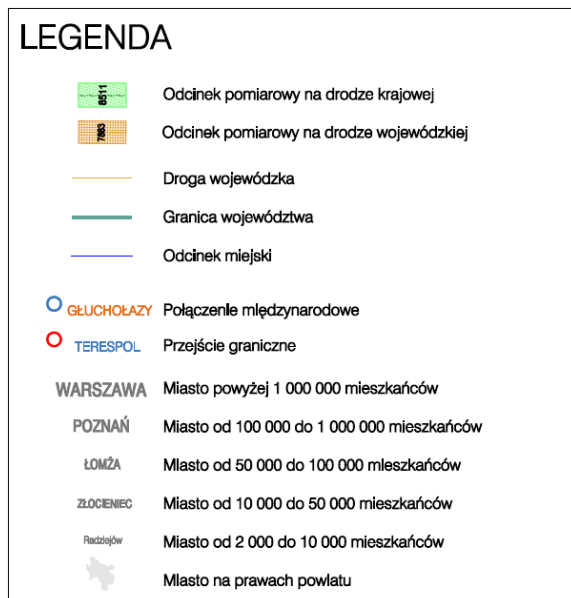 LEGENDA
8511 Odcinek pomiarowy na drodze krajowej
7863 Odcinek pomiarowy na drodze wojewódzkiej
Droga wojewódzka
Granica województwa
Odcinek miejski
GŁUCHOŁAZY Połączenie międzynarodowe
TERESPOL Przejście graniczne
WARSZAWA Miasto powyżej 1 000 000 mieszkańców
POZNAŃ Miasto od 100 000 do 1 000 000 mieszkańców
ŁOMŻA Miasto od 50 000 do 100 000 mieszkańców
ZŁOCIENIEC Miasto od 10 000 do 50 000 mieszkańców
Radziejów Miasto od 2 000 do 10 000 mieszkańców
Miasto na prawach powiatu